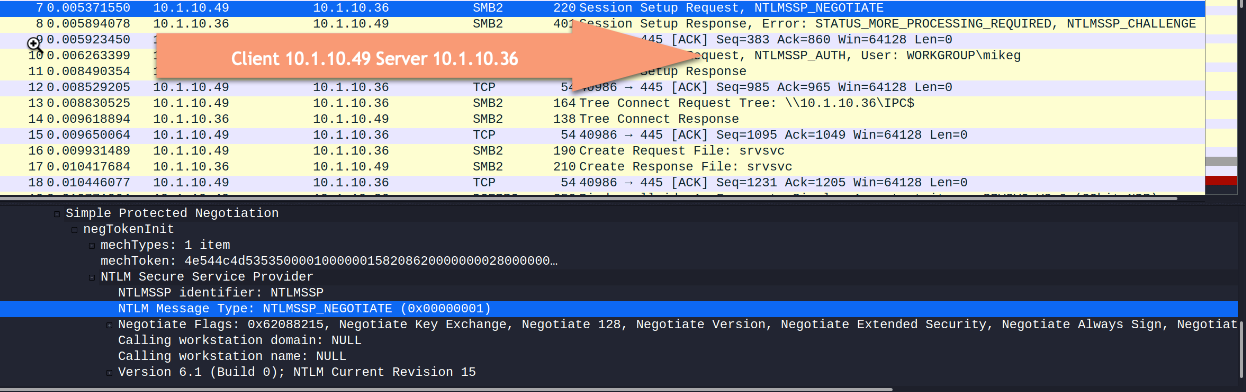 7 0.005371550 10.1.10.49 10.1.10.36 SMB2 220 Session Setup Request, NTLMSSP_NEGOTIATE
8 0.005894078 10.1.10.36 10.1.10.49 SMB2 401 Session Setup Response, Error: STATUS_MORE_PROCESSING_REQUIRED, NTLMSSP_CHALLENGE
9 0.005923450 445 [ACK] Seq=383 Ack=860 Win=64128 Len=0
10 0.006263399 quest, NTLMSSP_AUTH, User: WORKGROUP\mikeg
Client 10.1.10.49 Server 10.1.10.36
11 0.008490354 Setup Response
12 0.008529205 10.1.10.49 10.1.10.36 TCP 54 40986 → 445 [ACK] Seq=985 Ack=965 Win=64128 Len=0
13 0.008830525 10.1.10.49 10.1.10.36 SMB2 164 Tree Connect Request Tree: \\10.1.10.36\IPC$
14 0.009618894 10.1.10.36 10.1.10.49 SMB2 138 Tree Connect Response
15 0.009650064 10.1.10.49 10.1.10.36 TCP 54 40986 → 445 [ACK] Seq=1095 Ack=1049 Win=64128 Len=0
16 0.009931489 10.1.10.49 10.1.10.36 SMB2 190 Create Request File: srvsvc
17 0.010417684 10.1.10.36 10.1.10.49 SMB2 210 Create Response File: srvsvc
18 0.010446077 10.1.10.49 10.1.10.36 TCP 54 40986 → 445 [ACK] Seq=1231 Ack=1205 Win=64128 Len=0
Simple Protected Negotiation
negTokenInit
mechTypes: 1 item
mechToken: 4e544c4d5353500001000000158208620000000028000000…
NTLM Secure Service Provider
NTLMSSP identifier: NTLMSSP
NTLM Message Type: NTLMSSP_NEGOTIATE (0x00000001)
Negotiate Flags: 0x62088215, Negotiate Key Exchange, Negotiate 128, Negotiate Version, Negotiate Extended Security, Negotiate Always Sign, Negotiat
Calling workstation domain: NULL
Calling workstation name: NULL
Version 6.1 (Build 0); NTLM Current Revision 15